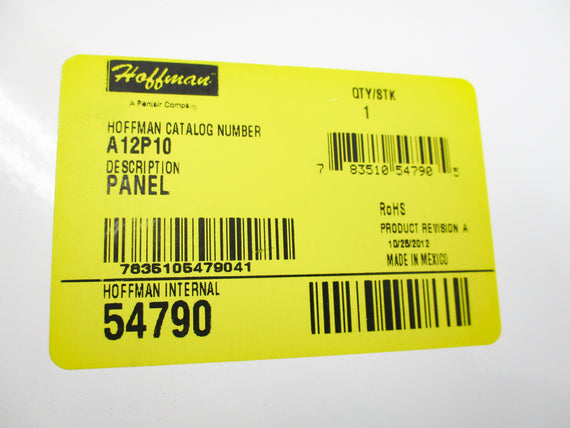 Hoffman
A Pentair Company
QTY/STK
1
HOFFMAN CATALOG NUMBER
A12P10
DESCRIPTION
PANEL
7 83510 54790 5
RoHS
PRODUCT REVISION A
10/25/2012
MADE IN MEXICO
7835105479041
HOFFMAN INTERNAL
54790